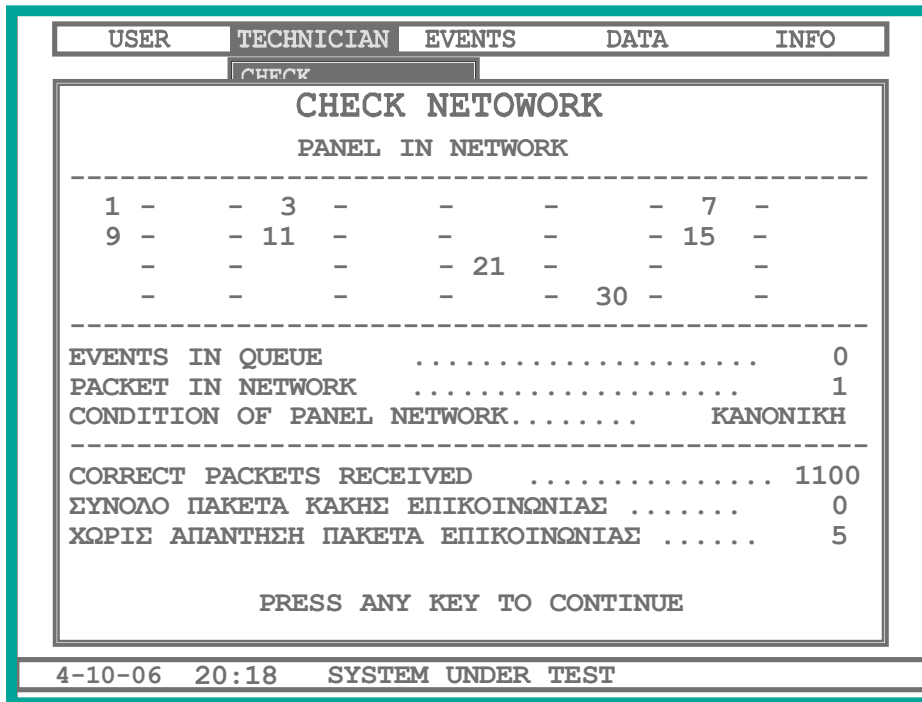 USER TECHNICIAN EVENTS DATA INFO
CHECK
CHECK NETOWORK
PANEL IN NETWORK
------------------------------------------------
1 - - 3 - - - - 7 -
9 - - 11 - - - - 15 -
- - - - 21 - - -
- - - - - 30 - -
------------------------------------------------
EVENTS IN QUEUE ..................... 0
PACKET IN NETWORK .................... 1
CONDITION OF PANEL NETWORK........ ΚΑΝΟΝΙΚΗ
------------------------------------------------
CORRECT PACKETS RECEIVED ............... 1100
ΣΥΝΟΛΟ ΠΑΚΕΤΑ ΚΑΚΗΣ ΕΠΙΚΟΙΝΩΝΙΑΣ ....... 0
ΧΩΡΙΣ ΑΠΑΝΤΗΣΗ ΠΑΚΕΤΑ ΕΠΙΚΟΙΝΩΝΙΑΣ ...... 5
PRESS ANY KEY TO CONTINUE
4-10-06 20:18 SYSTEM UNDER TEST